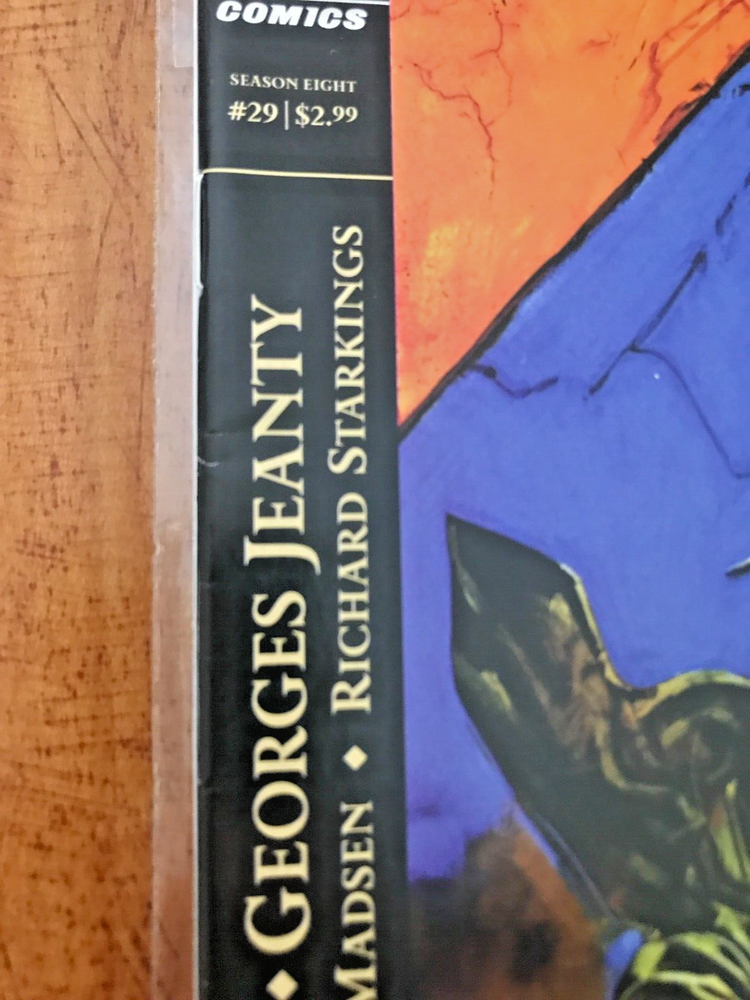 COMICS
SEASON EIGHT
#29 | $2.99
♦ GEORGES JEANTY
MADSEN ♦ RICHARD STARKINGS